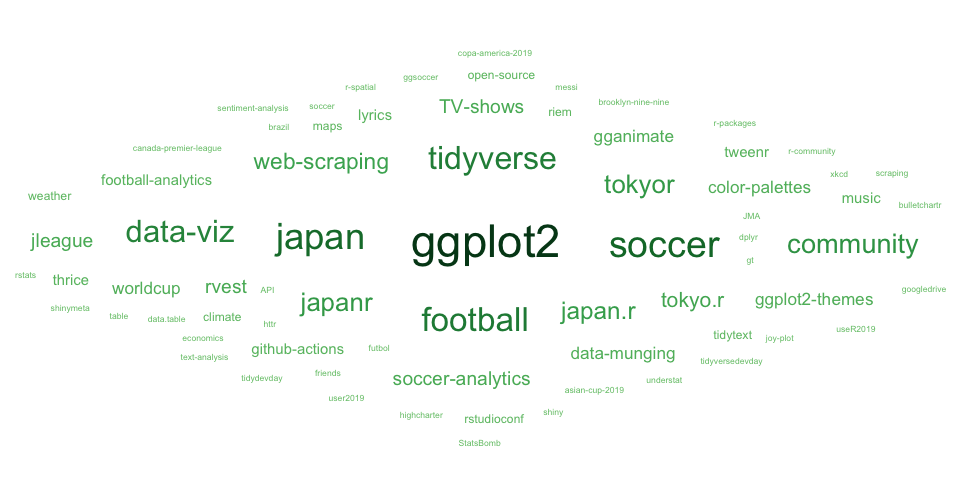 copa-america-2019
ggsoccer open-source
r-spatial messi
sentiment-analysis soccer TV-shows brooklyn-nine-nine
lyrics riem
brazil maps r-packages
gganimate
canada-premier-league tweenr r-community
web-scraping tidyverse
football-analytics xkcd scraping
tokyor color-palettes
weather music bulletchartr
JMA
data-viz japan ggplot2 soccer dplyr community
jleague gt
rstats thrice
worldcup rvest API googledrive
shinymeta japanr japan.r tokyo.r ggplot2-themes
table data.table climate football
httr useR2019
economics tidytext joy-plot
github-actions futbol
text-analysis data-munging tidyversedevday
tidydevday friends soccer-analytics understat
asian-cup-2019
user2019
highcharter rstudioconf shiny
StatsBomb